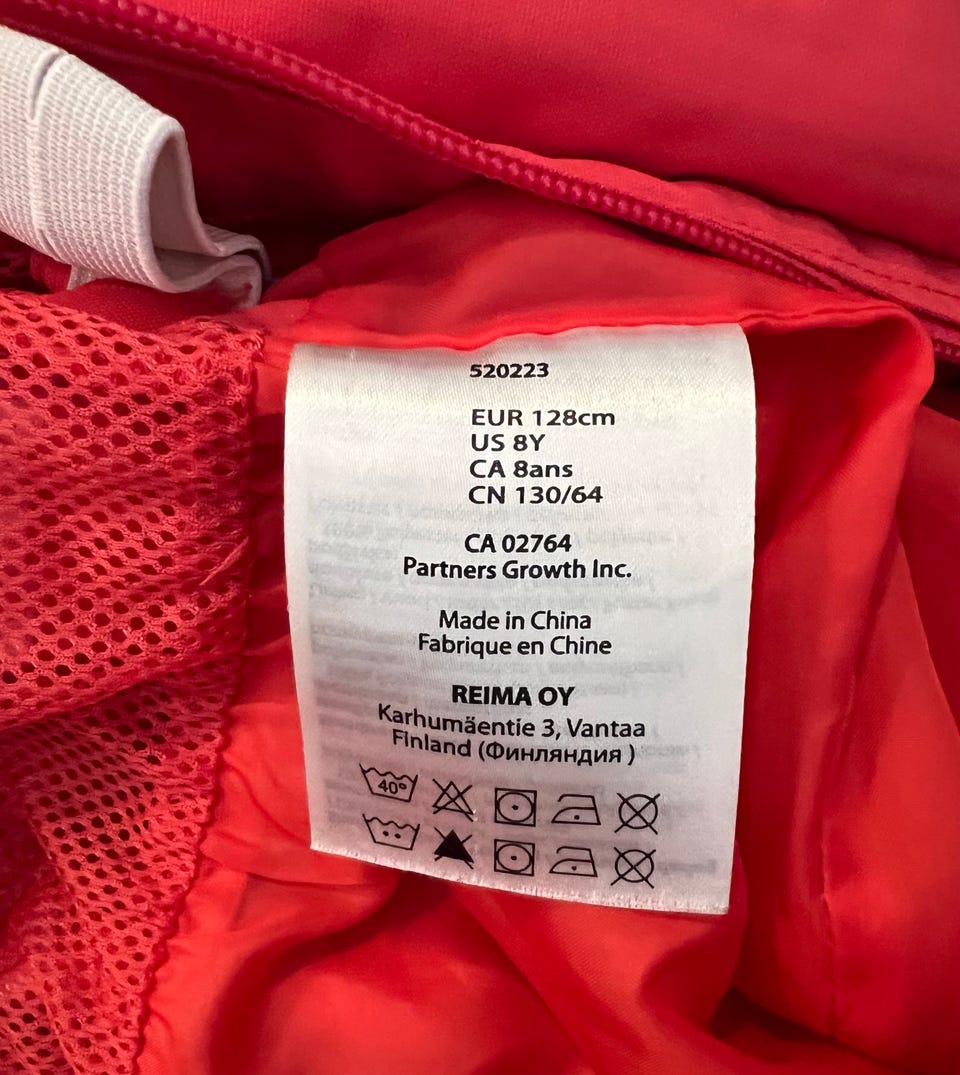 520223
EUR 128cm
US 8Y
CA 8ans
CN 130/64
CA 02764
Partners Growth Inc.
Made in China
Fabrique en Chine
REIMA OY
Karhumäentie 3, Vantaa
Finland (Финляндия )
40°